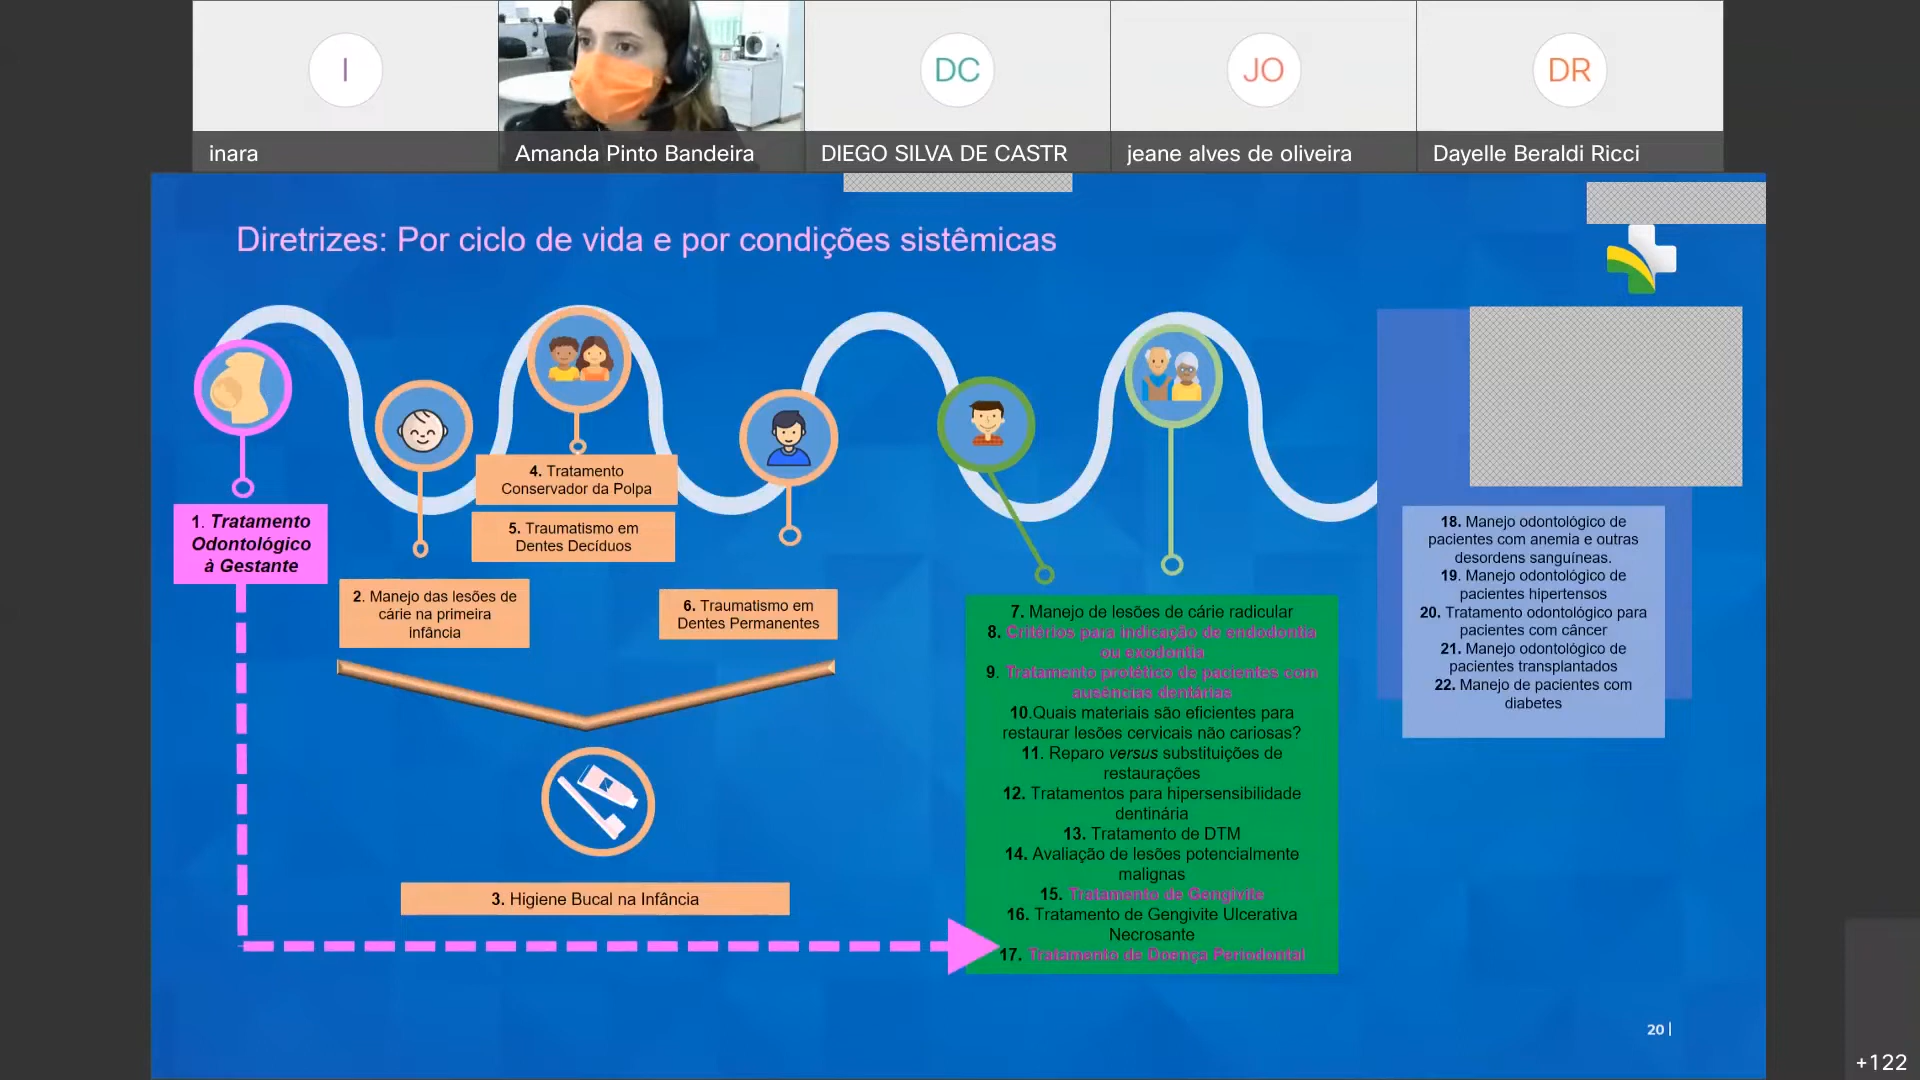 I
DC
JO
DR
inara
Amanda Pinto Bandeira
DIEGO SILVA DE CASTR
jeane alves de oliveira
Dayelle Beraldi Ricci
Diretrizes: Por ciclo de vida e por condições sistêmicas
1. Tratamento
Odontológico
à Gestante
2. Manejo das lesões de
cárie na primeira
infância
4. Tratamento
Conservador da Polpa
5. Traumatismo em
Dentes Decíduos
6. Traumatismo em
Dentes Permanentes
3. Higiene Bucal na Infância
7. Manejo de lesões de cárie radicular
8. Critérios para indicação de endodontia
ou exodontia
9. Tratamento protético de pacientes com
ausências dentárias
10.Quais materiais são eficientes para
restaurar lesões cervicais não cariosas?
11. Reparo versus substituições de
restaurações
12. Tratamentos para hipersensibilidade
dentinária
13. Tratamento de DTM
14. Avaliação de lesões potencialmente
malignas
15. Tratamento de Gengivite
16. Tratamento de Gengivite Ulcerativa
Necrosante
17. Tratamento de Doença Periodontal
18. Manejo odontológico de
pacientes com anemia e outras
desordens sanguíneas.
19. Manejo odontológico de
pacientes hipertensos
20. Tratamento odontológico para
pacientes com câncer
21. Manejo odontológico de
pacientes transplantados
22. Manejo de pacientes com
diabetes
20 |
+122